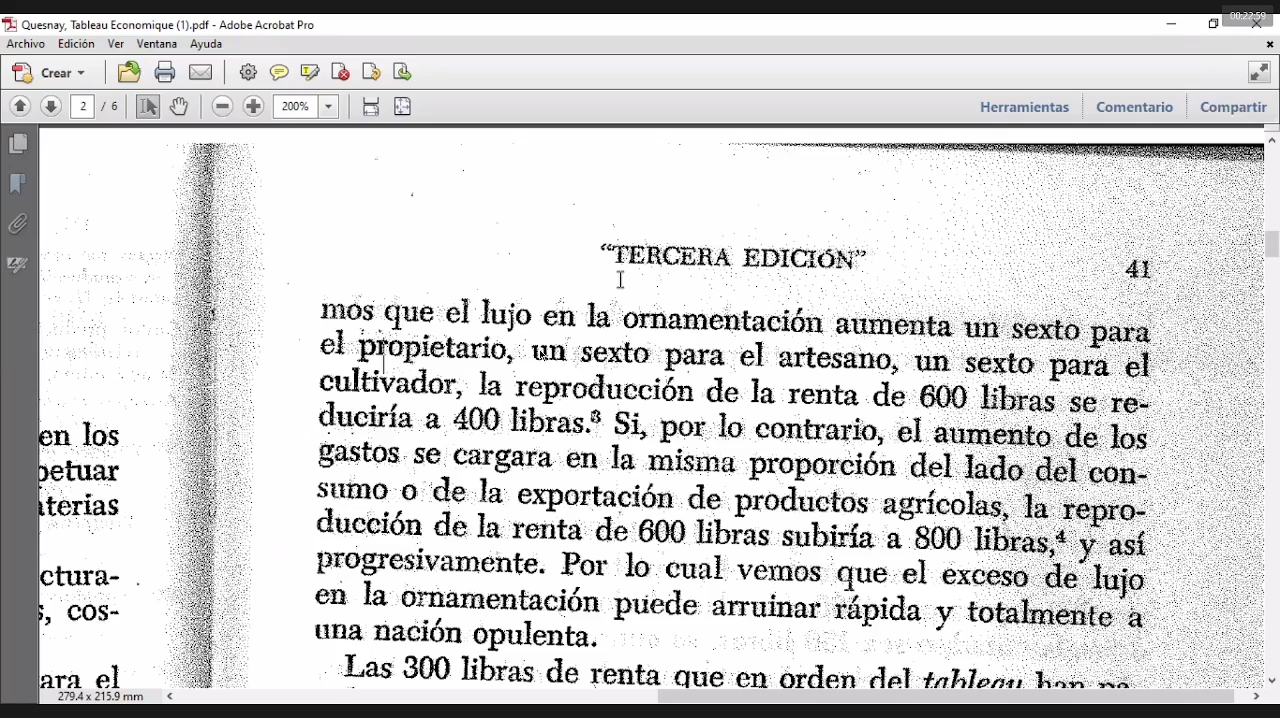 00:22:59
Quesnay, Tableau Economique (1).pdf - Adobe Acrobat Pro
Archivo Edición Ver Ventana Ayuda
Crear
2 / 6
200%
Herramientas Comentario Compartir
"TERCERA EDICIÓN"
41
mos que el lujo en la ornamentación aumenta un sexto para
el propietario, un sexto para el artesano, un sexto para el
cultivador, la reproducción de la renta de 600 libras se re-
duciría a 400 libras.³ Si, por lo contrario, el aumento de los
gastos se cargara en la misma proporción del lado del con-
sumo o de la exportación de productos agrícolas, la repro-
ducción de la renta de 600 libras subiría a 800 libras,⁴ y así
progresivamente. Por lo cual vemos que el exceso de lujo
en la ornamentación puede arruinar rápida y totalmente a
una nación opulenta.
Las 300 libras de renta que en orden del tableau han pa-
en los
petuar
terias
ctura-
s, cos-
ara el
279.4 x 215.9 mm